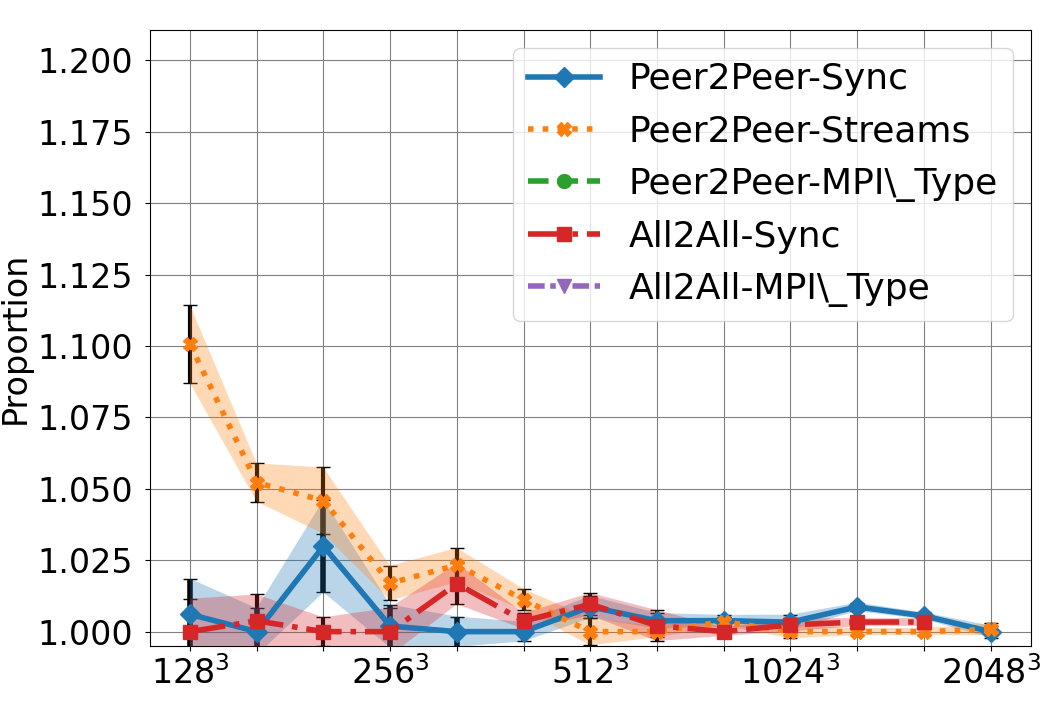 1.200
1.175
1.150
1.125
1.100
1.075
1.050
1.025
1.000
Proportion
Peer2Peer-Sync
Peer2Peer-Streams
Peer2Peer-MPI\_Type
All2All-Sync
All2All-MPI\_Type
128³ 256³ 512³ 1024³ 2048³